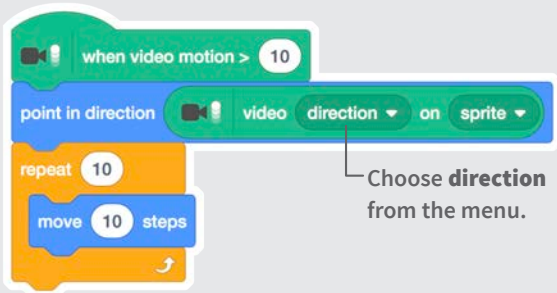 when video motion > 10
point in direction video direction on sprite
repeat 10
move 10 steps
Choose direction
from the menu.